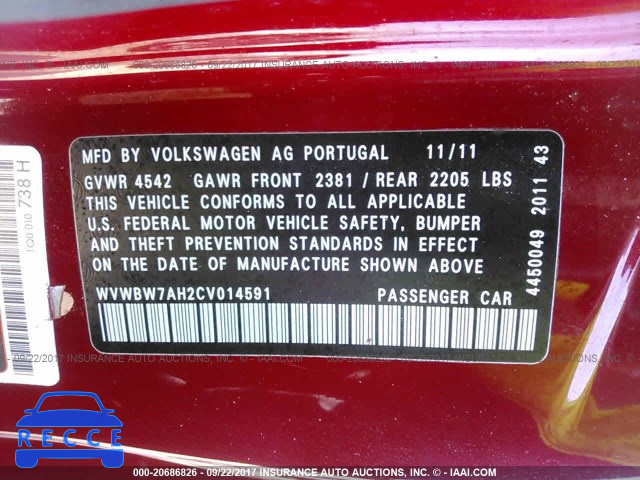 MFD BY VOLKSWAGEN AG PORTUGAL 11/11
GVWR 4542 GAWR FRONT 2381 / REAR 2205 LBS
THIS VEHICLE CONFORMS TO ALL APPLICABLE
U.S. FEDERAL MOTOR VEHICLE SAFETY, BUMPER
AND THEFT PREVENTION STANDARDS IN EFFECT
ON THE DATE OF MANUFACTURE SHOWN ABOVE
WVWBW7AH2CV014591 PASSENGER CAR
4450049 2011 43
1Q0 010 738 H
RECCE
000-20686826 - 09/22/2017 INSURANCE AUTO AUCTIONS, INC. © - IAAI.COM